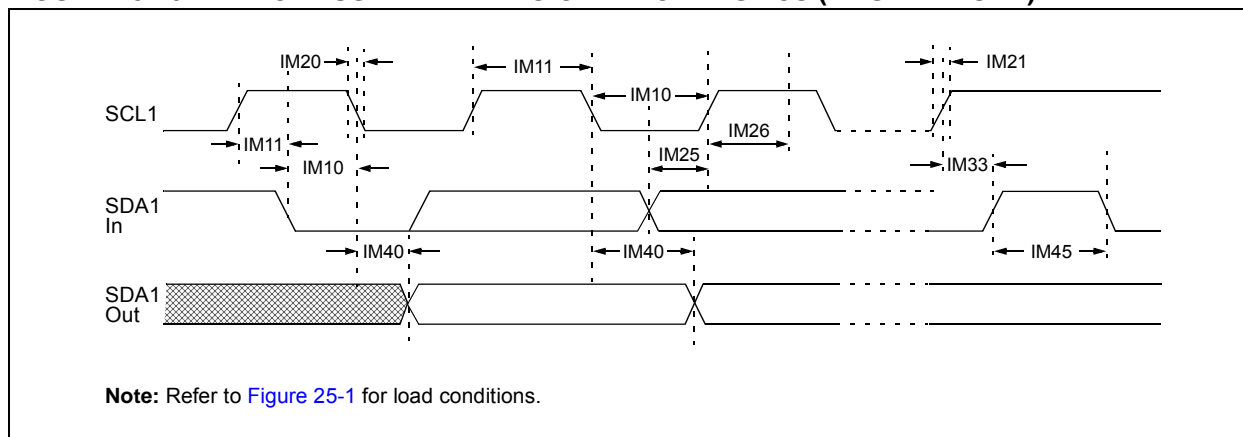 IM20
IM11
IM21
SCL1
IM10
IM26
IM11
IM25
IM10
IM33
SDA1
In
IM40
IM40
IM45
SDA1
Out
Note: Refer to Figure 25-1 for load conditions.